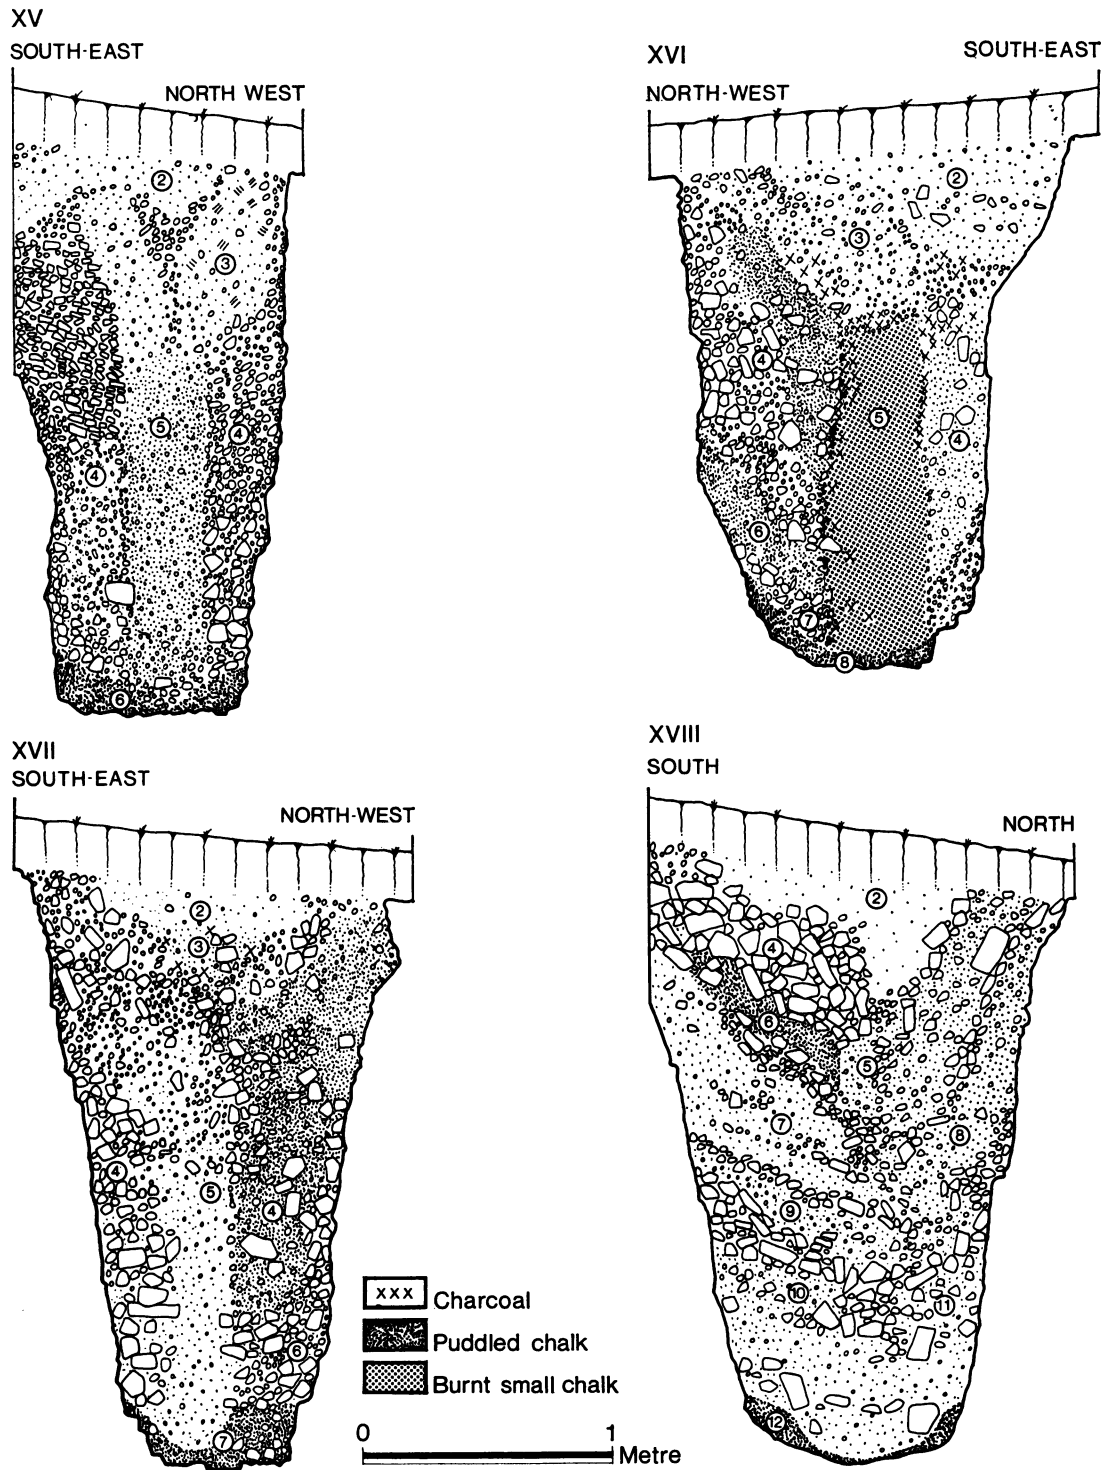 XV
SOUTH-EAST
NORTH WEST
2
3
4
5
4
6
XVI
NORTH-WEST
SOUTH-EAST
2
3
4
5
4
6
7
8
XVII
SOUTH-EAST
NORTH-WEST
2
3
4
5
4
6
7
XVIII
SOUTH
NORTH
2
4
6
5
7
8
9
10
11
12
xxx Charcoal
Puddled chalk
Burnt small chalk
0 1
Metre